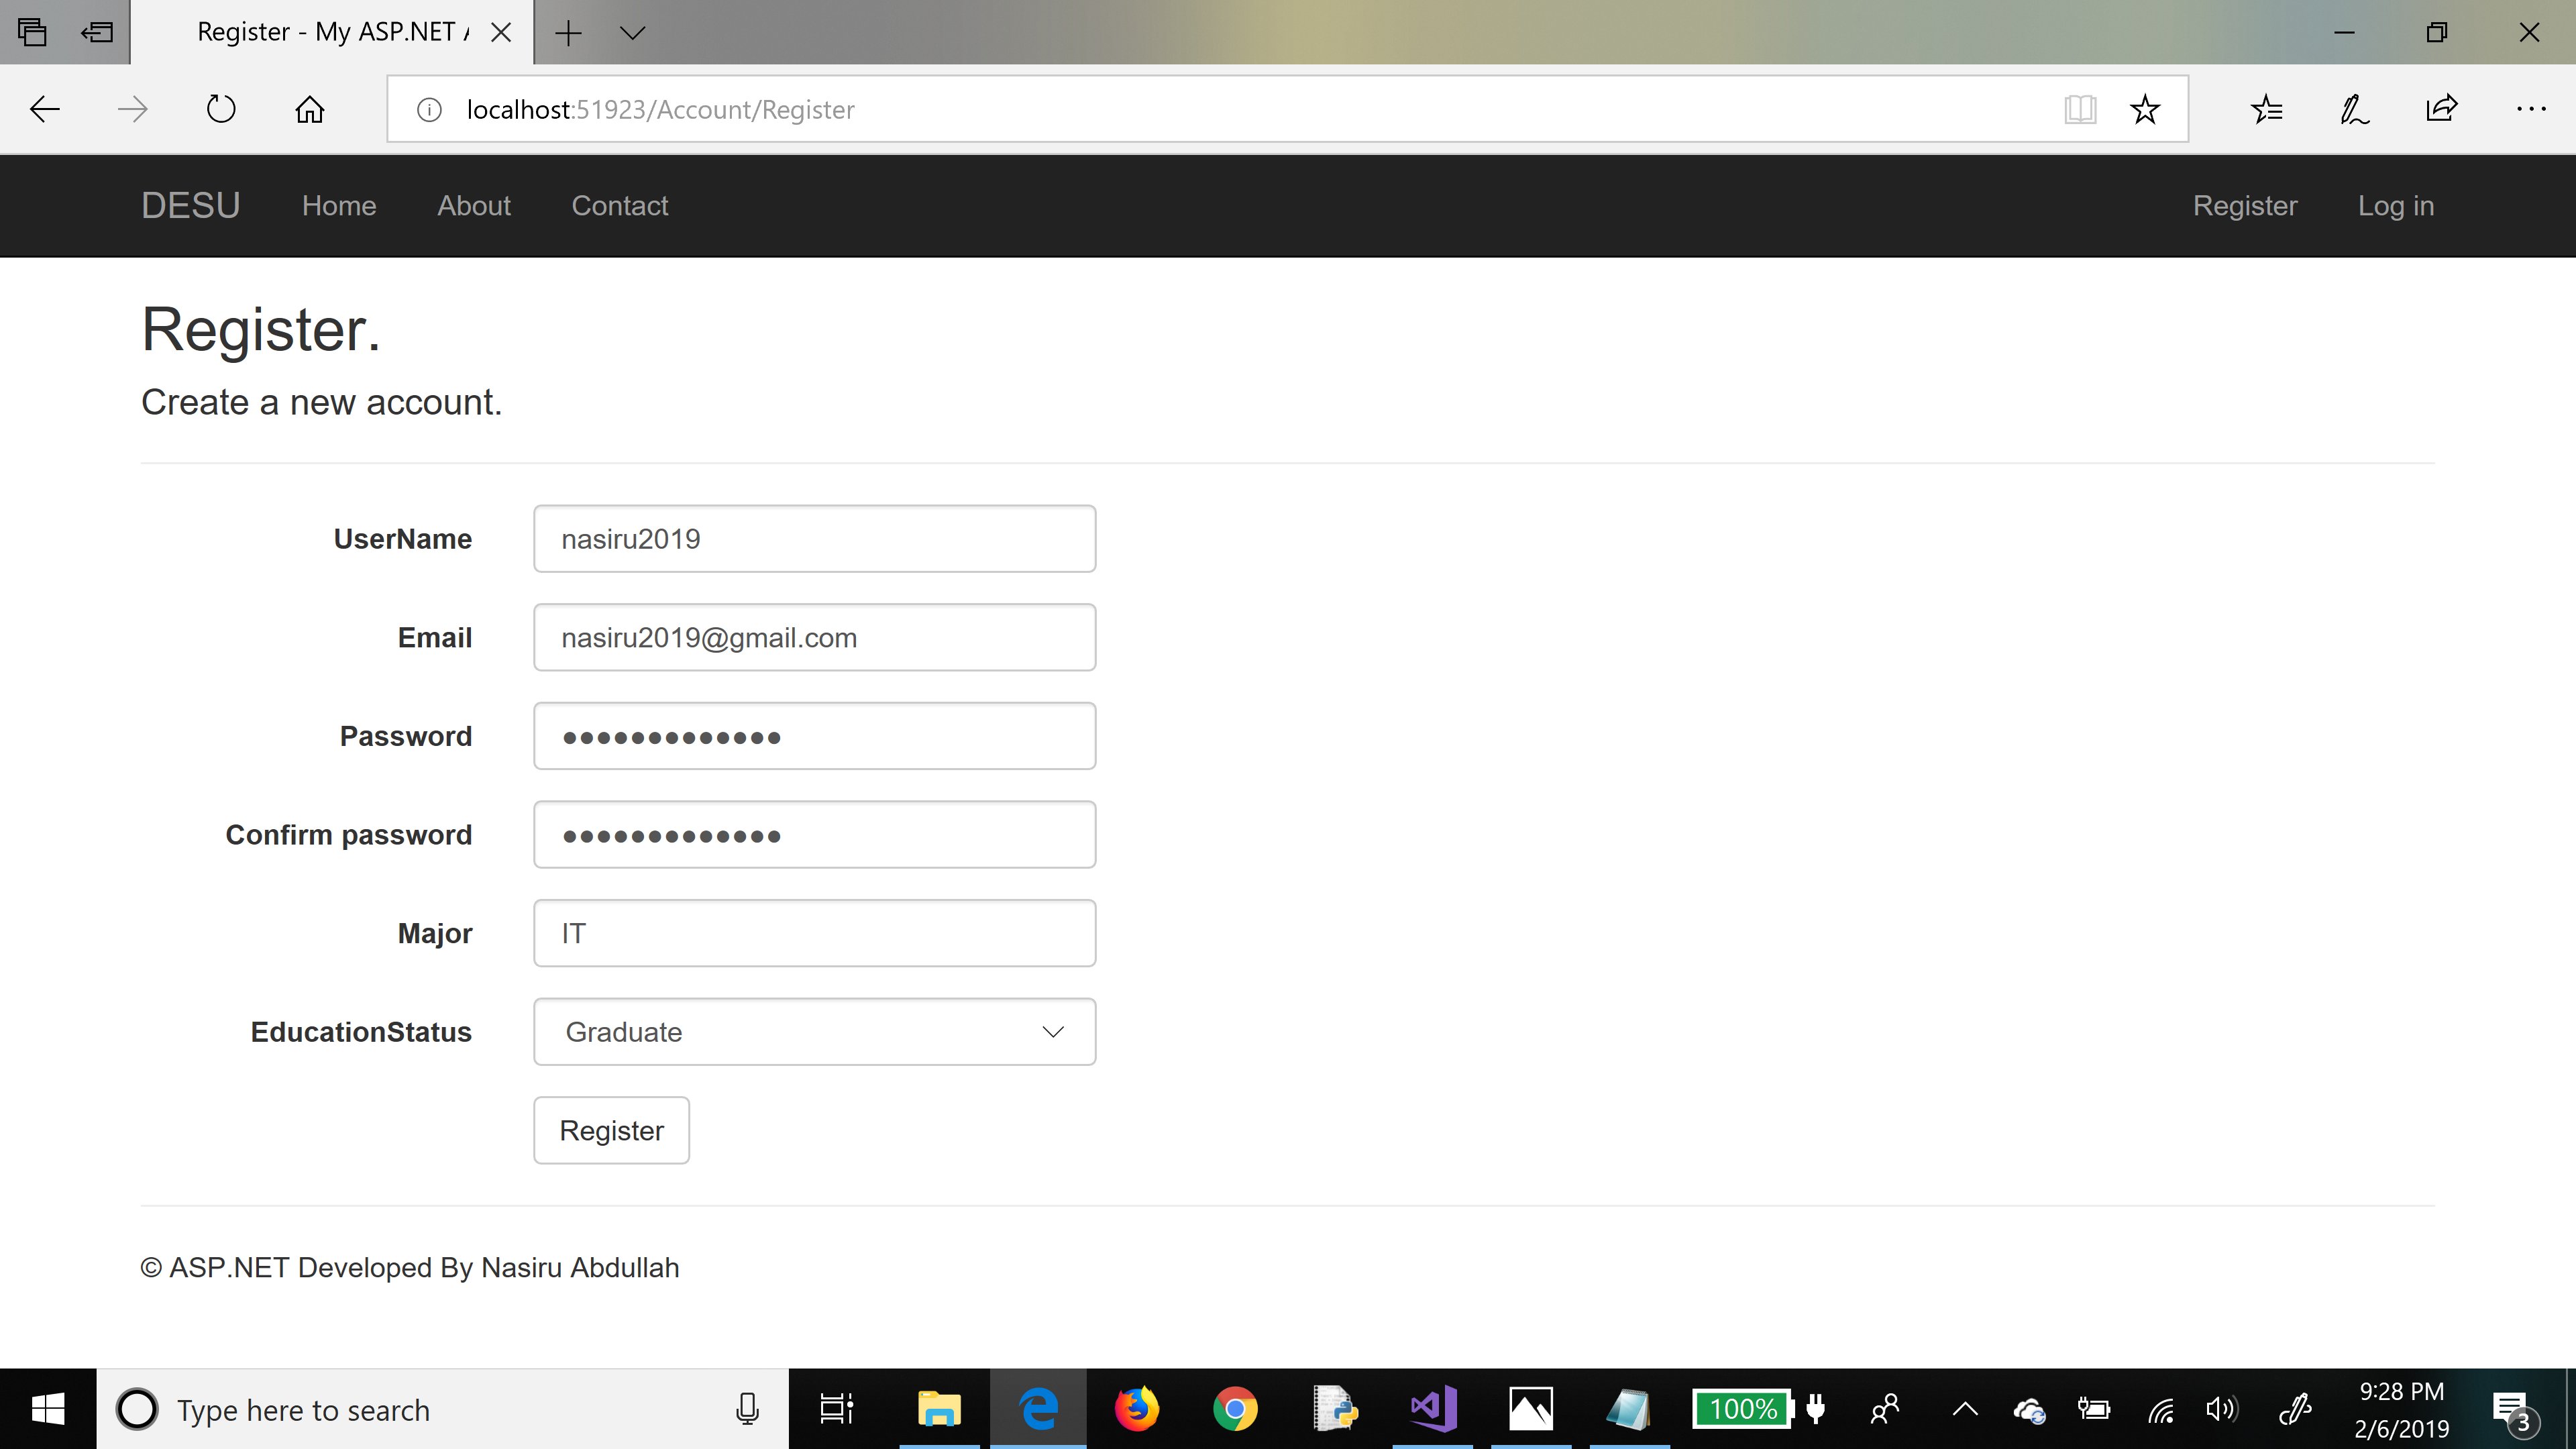 Register - My ASP.NET
localhost:51923/Account/Register
DESU Home About Contact Register Log in
Register.
Create a new account.
UserName nasiru2019
Email nasiru2019@gmail.com
Password •••••••••••••
Confirm password •••••••••••••
Major IT
EducationStatus Graduate
Register
© ASP.NET Developed By Nasiru Abdullah
Type here to search
100%
9:28 PM
2/6/2019
3